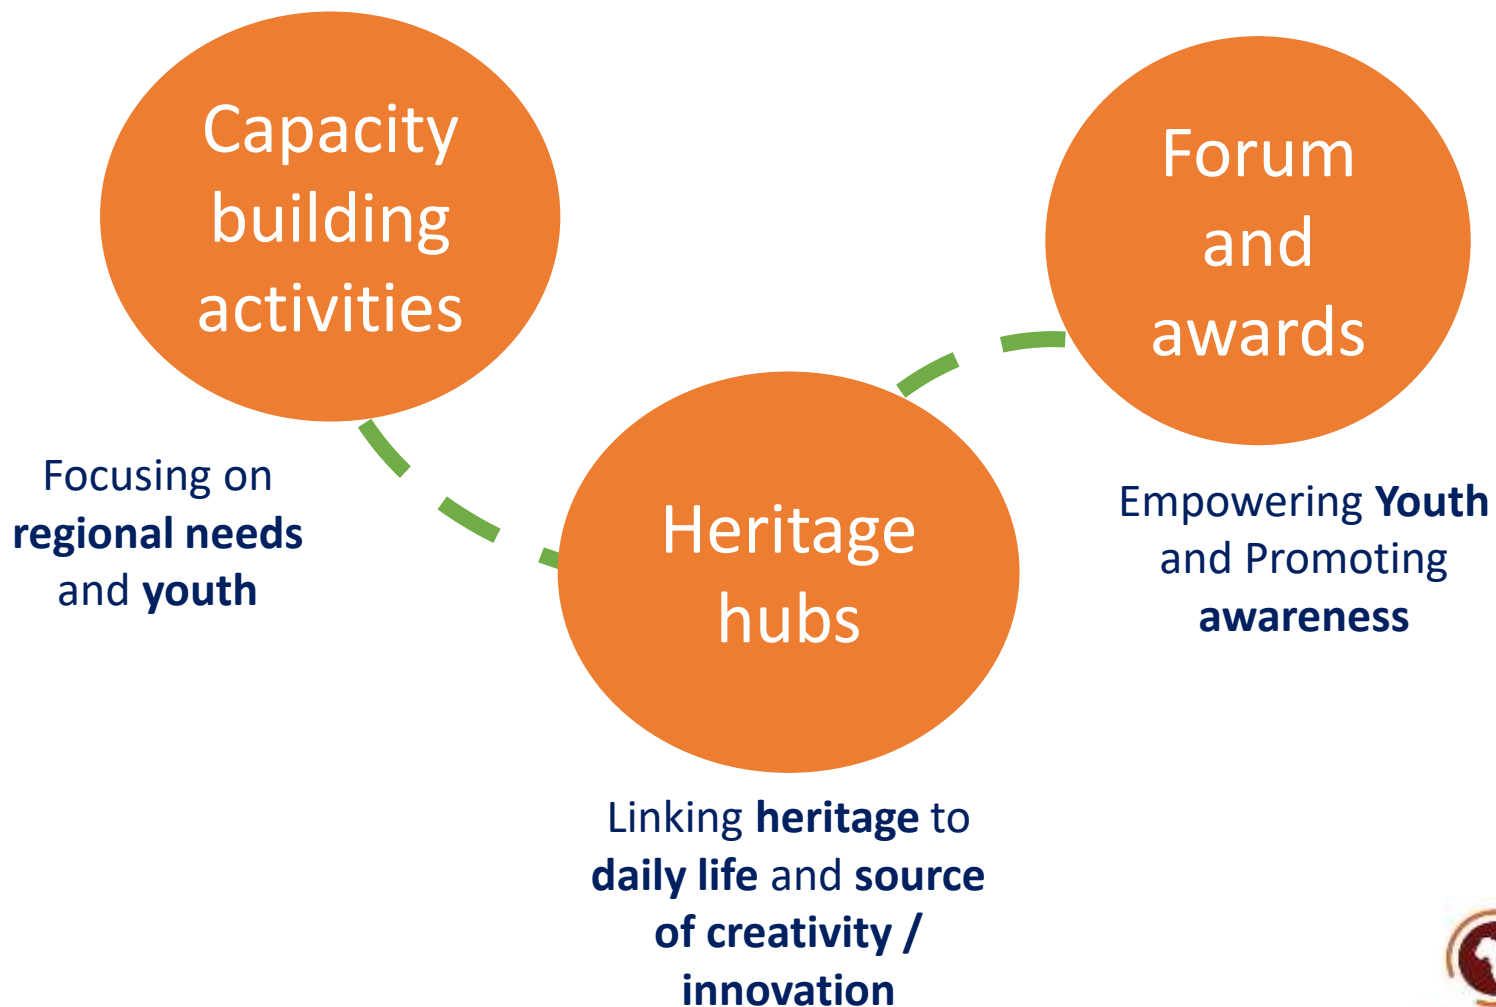 Capacity
building
activities
Focusing on
regional needs
and youth
Heritage
hubs
Linking heritage to
daily life and source
of creativity /
innovation
Forum
and
awards
Empowering Youth
and Promoting
awareness